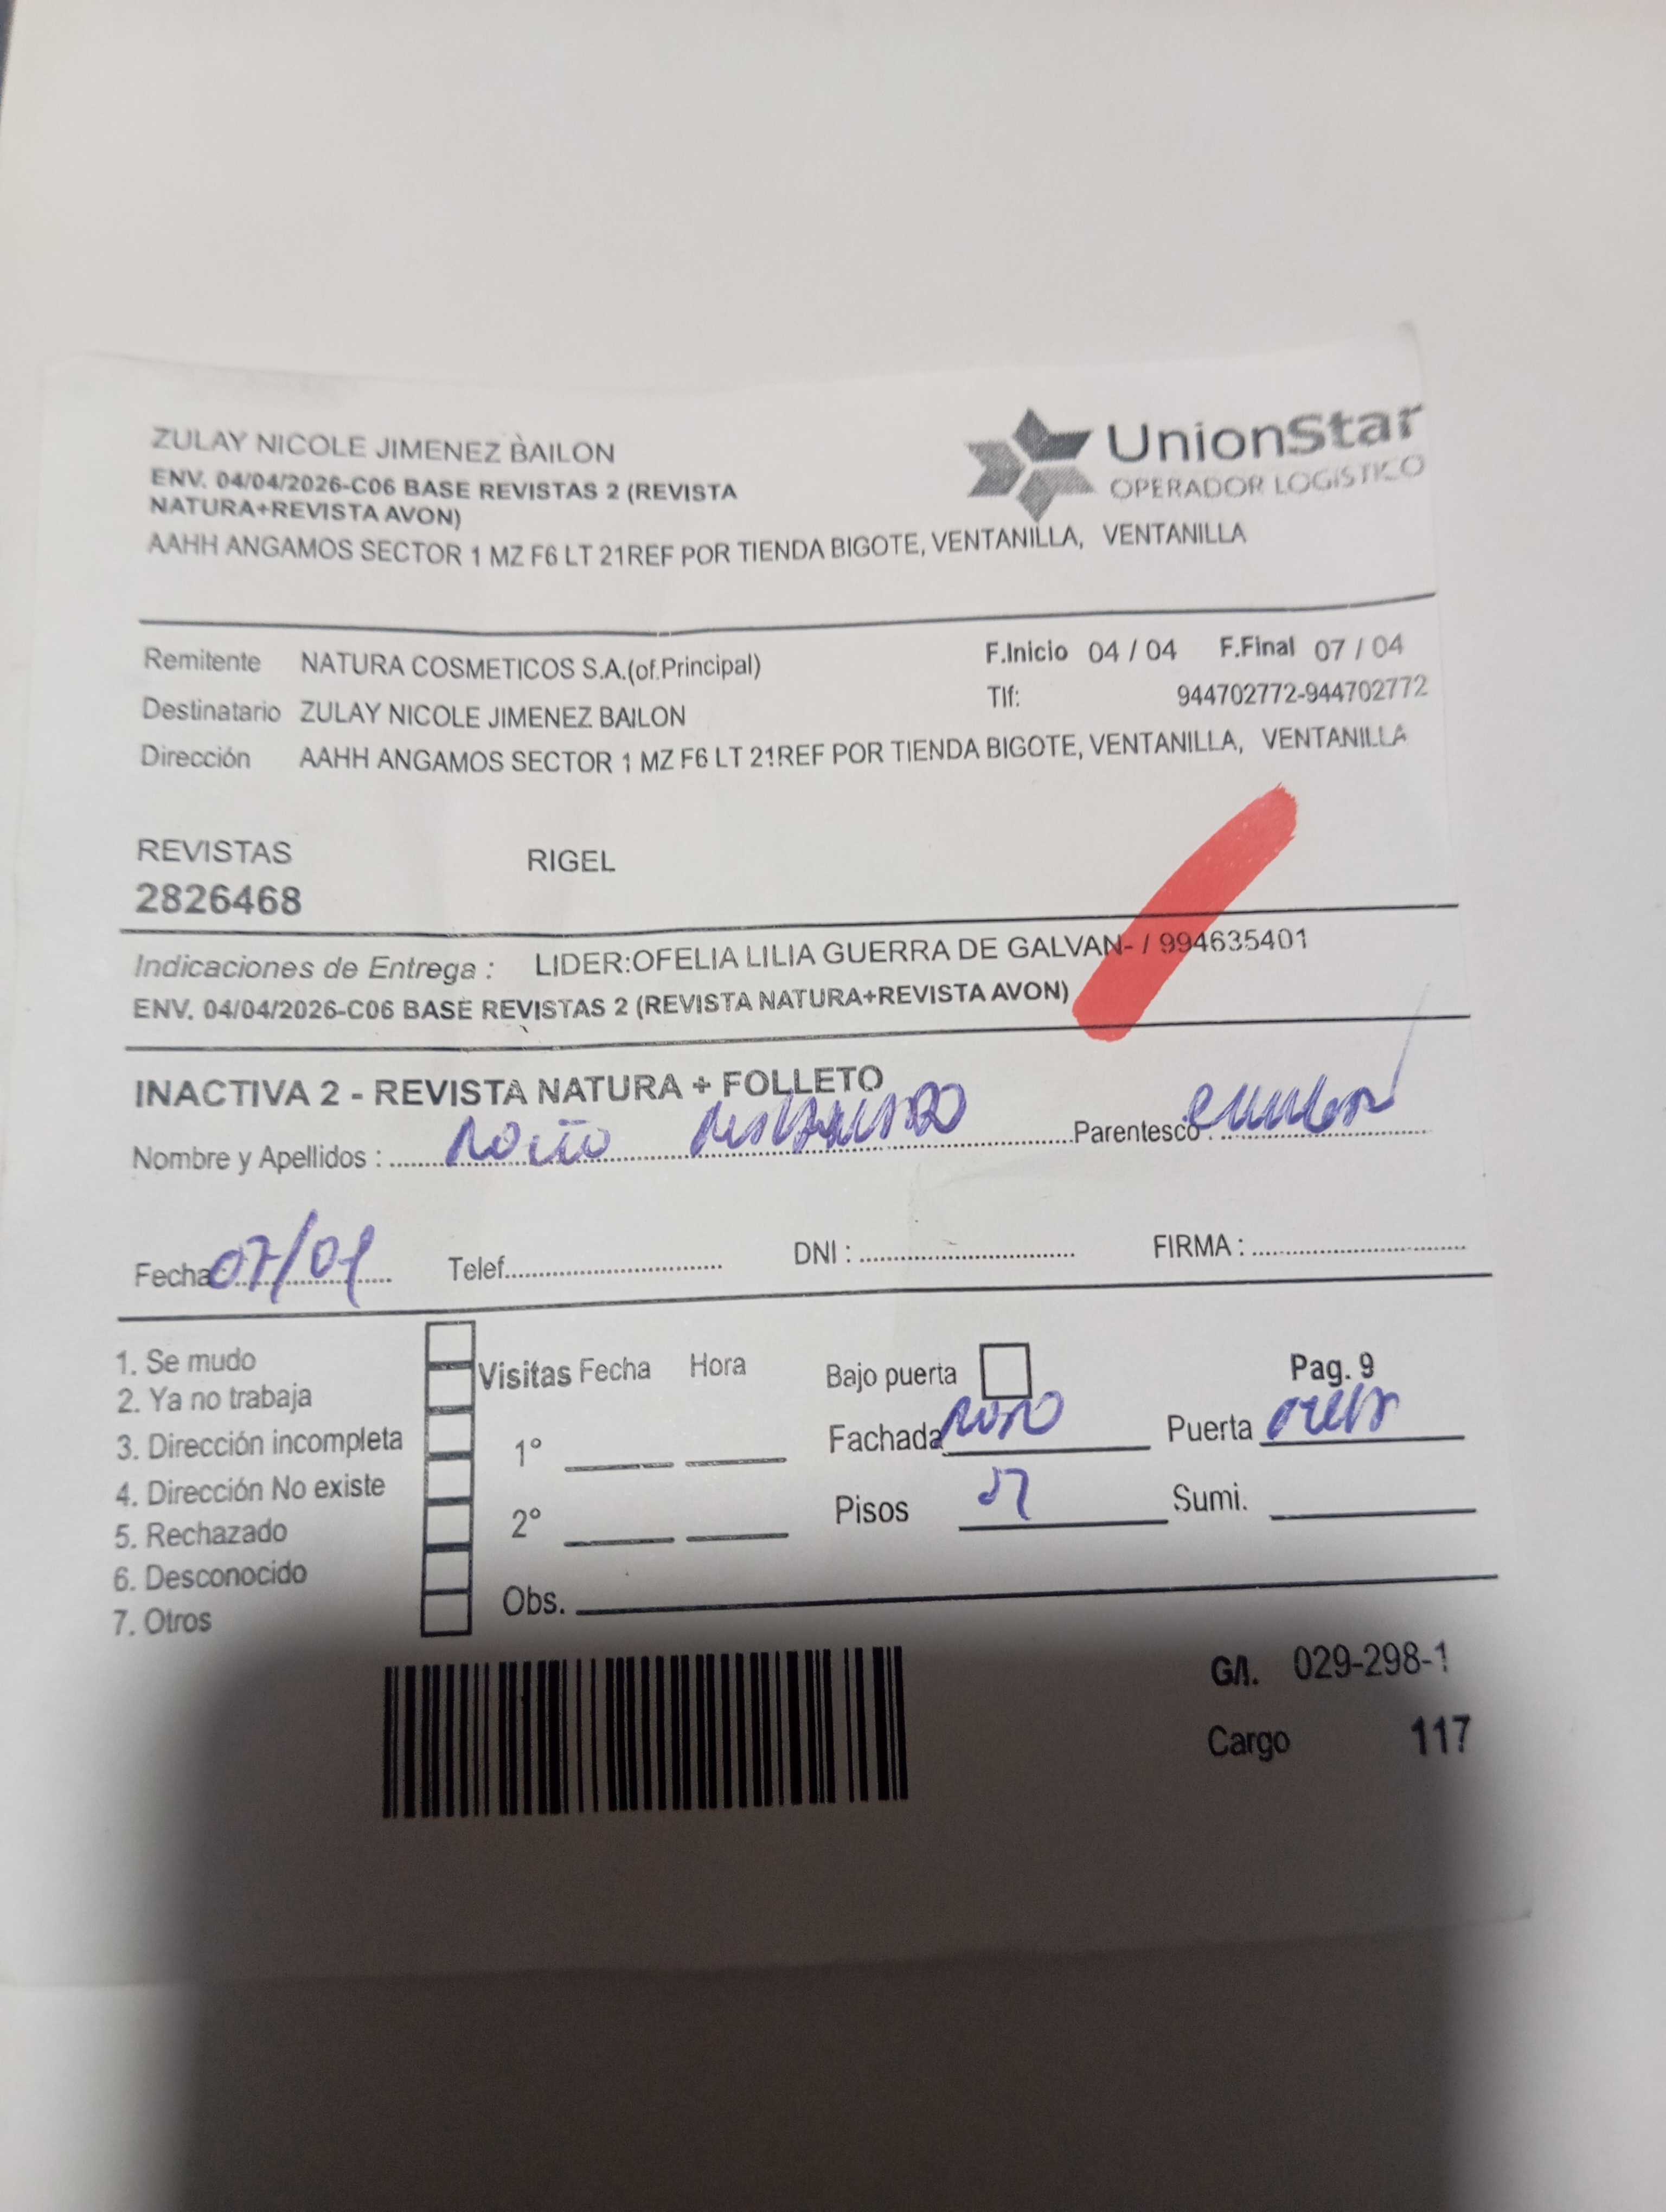 ZULAY NICOLE JIMENEZ BAILON
ENV. 04/04/2026-C06 BASE REVISTAS 2 (REVISTA
NATURA+REVISTA AVON)
AAHH ANGAMOS SECTOR 1 MZ F6 LT 21REF POR TIENDA BIGOTE, VENTANILLA, VENTANILLA
UnionStar
OPERADOR LOGISTICO
Remitente NATURA COSMETICOS S.A.(of.Principal) F.Inicio 04 / 04 F.Final 07 / 04
Destinatario ZULAY NICOLE JIMENEZ BAILON Tlf: 944702772-944702772
Dirección AAHH ANGAMOS SECTOR 1 MZ F6 LT 21REF POR TIENDA BIGOTE, VENTANILLA, VENTANILLA
REVISTAS RIGEL
2826468
Indicaciones de Entrega : LIDER:OFELIA LILIA GUERRA DE GALVAN- / 994635401
ENV. 04/04/2026-C06 BASE REVISTAS 2 (REVISTA NATURA+REVISTA AVON)
INACTIVA 2 - REVISTA NATURA + FOLLETO
Nombre y Apellidos : Parentesco :
Fecha 07/04 Telef. DNI : FIRMA :
1. Se mudo
2. Ya no trabaja
3. Dirección incompleta
4. Dirección No existe
5. Rechazado
6. Desconocido
7. Otros
Visitas Fecha Hora
1°
2°
Obs.
Bajo puerta Pag. 9
Fachada Puerta
Pisos Sumi.
G/I. 029-298-1
Cargo 117